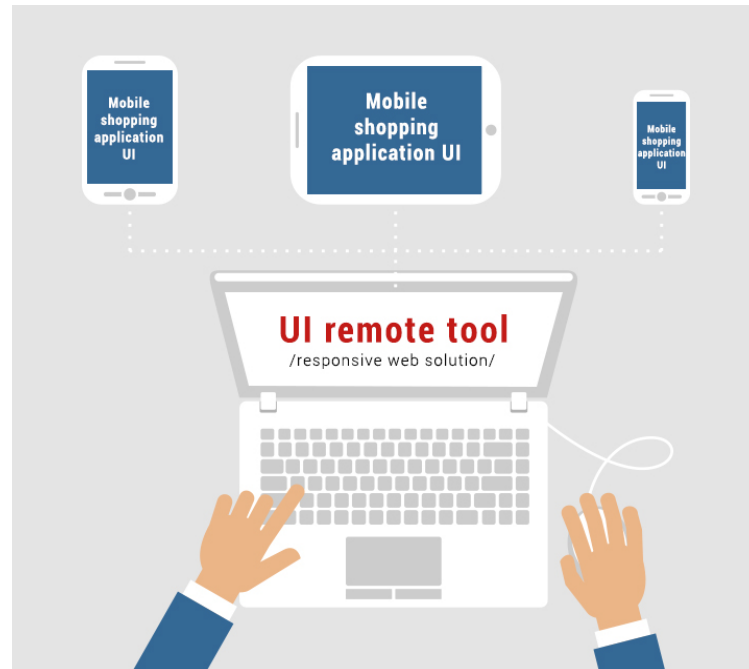 Mobile
shopping
application
UI
Mobile
shopping
application UI
Mobile
shopping
application
UI
UI remote tool
/responsive web solution/